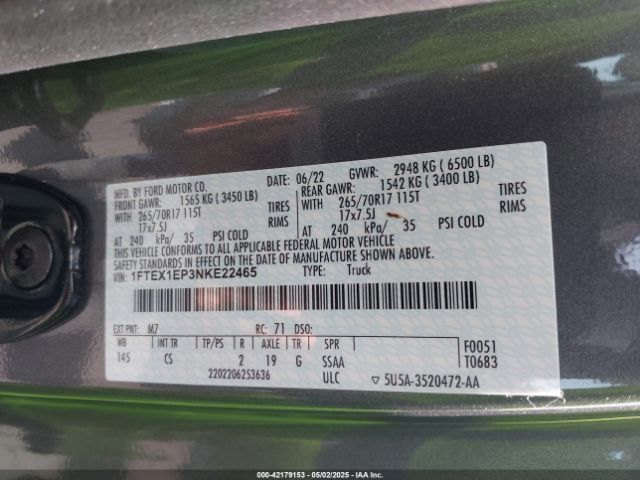 MFD. BY FORD MOTOR CO.
DATE: 06/22 GVWR: 2948 KG ( 6500 LB)
FRONT GAWR: 1565 KG ( 3450 LB)
REAR GAWR: 1542 KG ( 3400 LB)
WITH 265/70R17 115T TIRES
WITH 265/70R17 115T TIRES
17x7.5J RIMS
17x7.5J RIMS
AT 240 kPa/ 35 PSI COLD
AT 240 kPa/ 35 PSI COLD
THIS VEHICLE CONFORMS TO ALL APPLICABLE FEDERAL MOTOR VEHICLE
SAFETY STANDARDS IN EFFECT ON THE DATE OF MANUFACTURE SHOWN ABOVE.
VIN: 1FTEX1EP3NKE22465 TYPE: Truck
EXT PNT: M7 RC: 71 DSO:
WB INT TR TP/PS R AXLE TR SPR F0051
145 CS 2 19 G SSAA T0683
2202206253636 ULC 5U5A-3520472-AA
000-42179153 05/02/2025 IAA Inc.